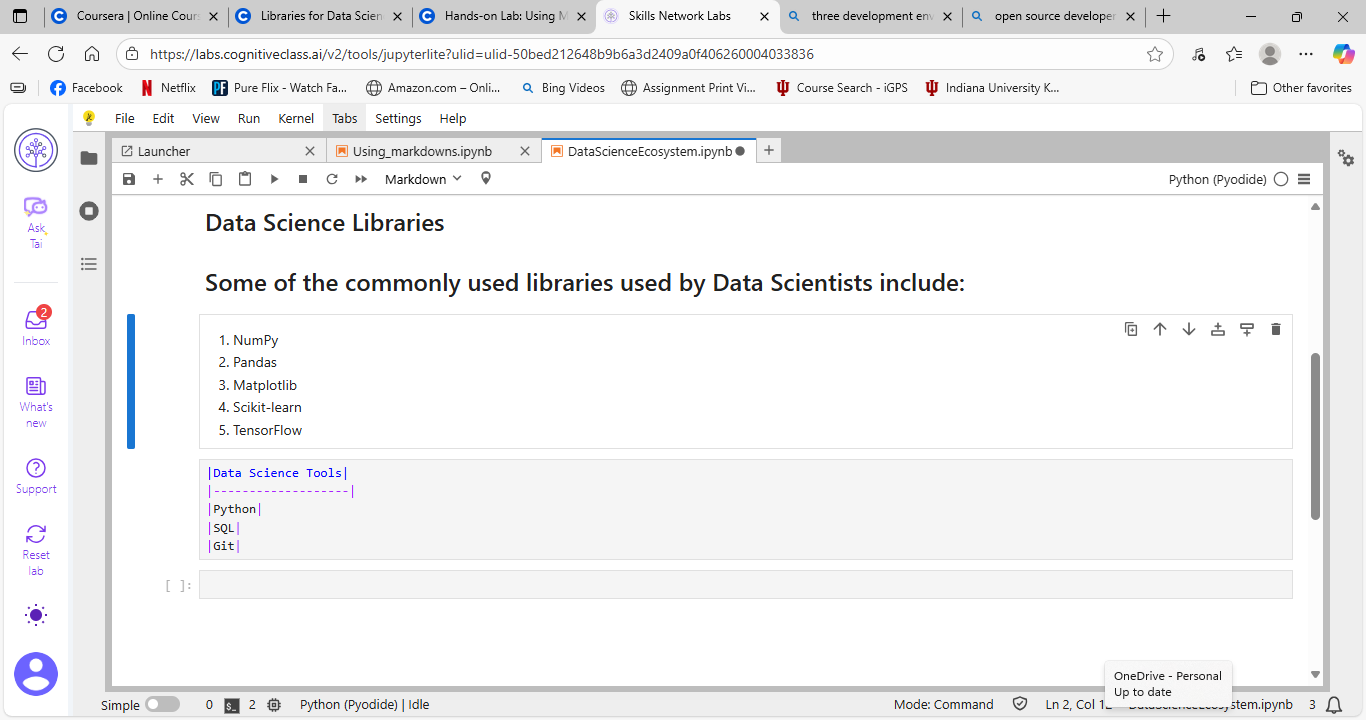 Coursera | Online Cours
Libraries for Data Scien
Hands-on Lab: Using M
Skills Network Labs
three development env
open source developer
https://labs.cognitiveclass.ai/v2/tools/jupyterlite?ulid=ulid-50bed212648b9b6a3d2409a0f406260004033836
Facebook
Netflix
Pure Flix - Watch Fa...
Amazon.com – Onli...
Bing Videos
Assignment Print Vi...
Course Search - iGPS
Indiana University K...
Other favorites
File Edit View Run Kernel Tabs Settings Help
Launcher
Using_markdowns.ipynb
DataScienceEcosystem.ipynb
Markdown
Python (Pyodide)
Ask
Tai
2
Inbox
What's
new
Support
Reset
lab
Data Science Libraries
Some of the commonly used libraries used by Data Scientists include:
1. NumPy
2. Pandas
3. Matplotlib
4. Scikit-learn
5. TensorFlow
|Data Science Tools|
|-------------------|
|Python|
|SQL|
|Git|
[ ]:
OneDrive - Personal
Up to date
Simple 0 2 Python (Pyodide) | Idle Mode: Command Ln 2, Col DataScienceEcosystem.ipynb 3